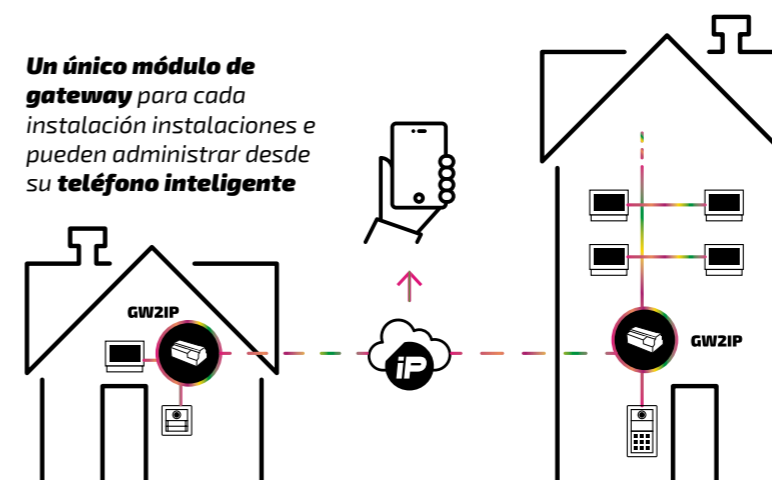 Un único módulo de
gateway para cada
instalación instalaciones e
pueden administrar desde
su teléfono inteligente
GW2IP
iP
GW2IP